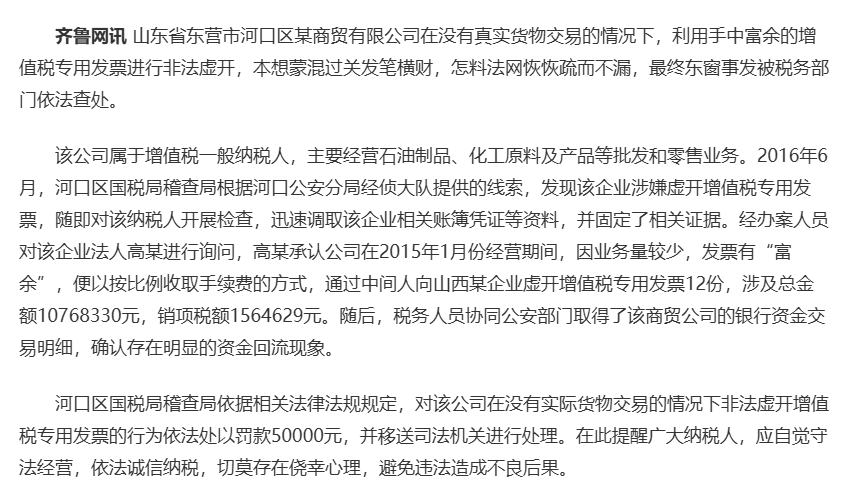 齐鲁网讯 山东省东营市河口区某商贸有限公司在没有真实货物交易的情况下，利用手中富余的增
值税专用发票进行非法虚开，本想蒙混过关发笔横财，怎料法网恢恢疏而不漏，最终东窗事发被税务部
门依法查处。
该公司属于增值税一般纳税人，主要经营石油制品、化工原料及产品等批发和零售业务。2016年6
月，河口区国税局稽查局根据河口公安分局经侦大队提供的线索，发现该企业涉嫌虚开增值税专用发
票，随即对该纳税人开展检查，迅速调取该企业相关账簿凭证等资料，并固定了相关证据。经办案人员
对该企业法人高某进行询问，高某承认公司在2015年1月份经营期间，因业务量较少，发票有“富
余”，便以按比例收取手续费的方式，通过中间人向山西某企业虚开增值税专用发票12份，涉及总金
额10768330元，销项税额1564629元。随后，税务人员协同公安部门取得了该商贸公司的银行资金交
易明细，确认存在明显的资金回流现象。
河口区国税局稽查局依据相关法律法规规定，对该公司在没有实际货物交易的情况下非法虚开增值
税专用发票的行为依法处以罚款50000元，并移送司法机关进行处理。在此提醒广大纳税人，应自觉守
法经营，依法诚信纳税，切莫存在侥幸心理，避免违法造成不良后果。